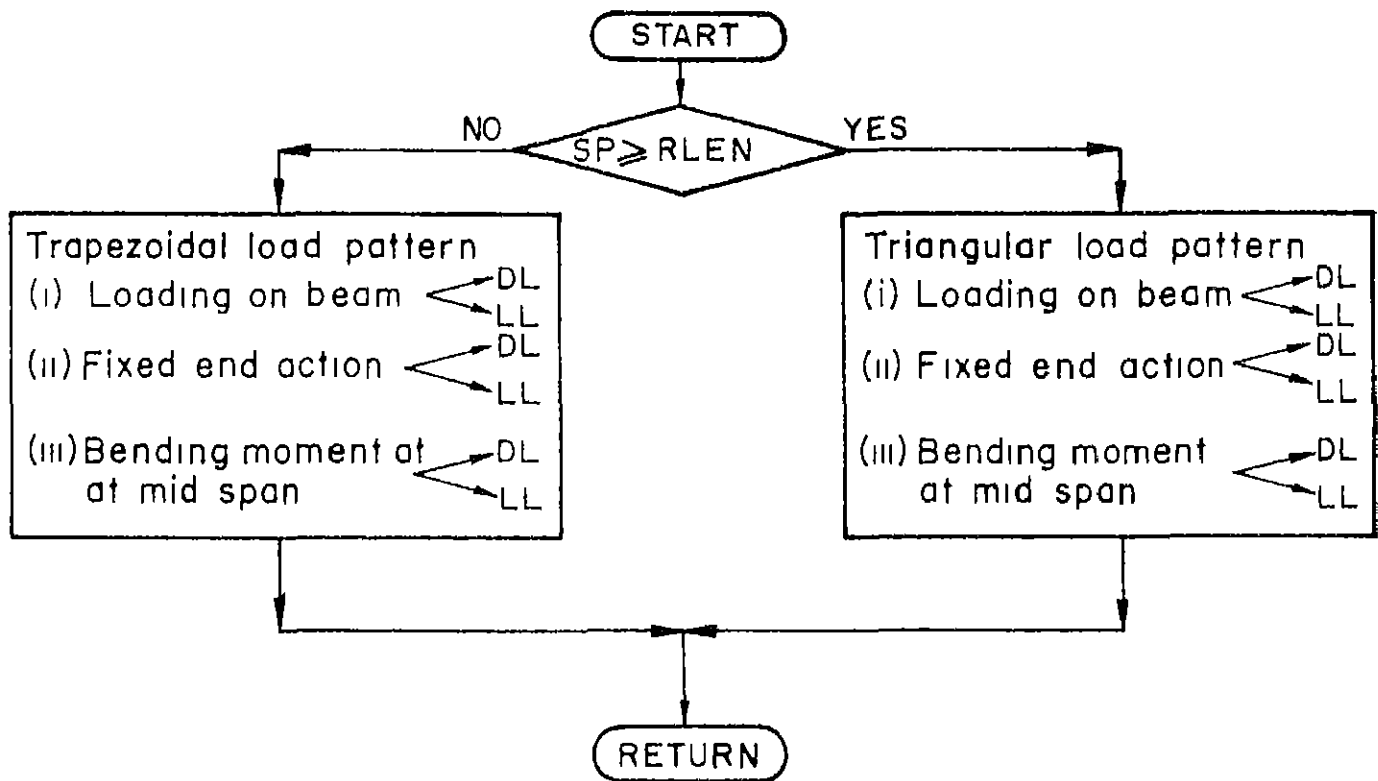 START
NO
YES
SP ⩾ RLEN
Trapezoidal load pattern
(i) Loading on beam
DL
LL
(ii) Fixed end action
DL
LL
(iii) Bending moment at
at mid span
DL
LL
Triangular load pattern
(i) Loading on beam
DL
LL
(ii) Fixed end action
DL
LL
(iii) Bending moment
at mid span
DL
LL
RETURN